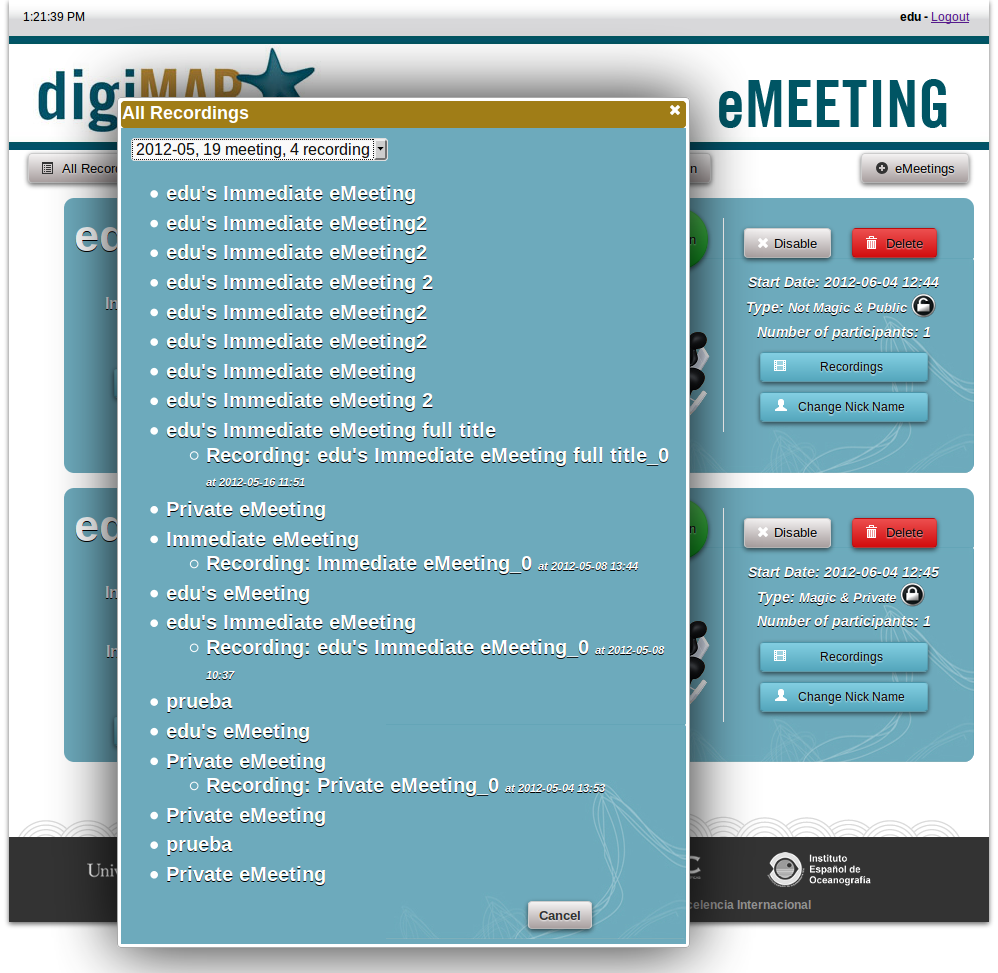 1:21:39 PM
edu - Logout
digiMAR
eMEETING
All Recordings
2012-05, 19 meeting, 4 recording
eMeetings
edu's Immediate eMeeting
edu's Immediate eMeeting2
edu's Immediate eMeeting2
edu's Immediate eMeeting 2
edu's Immediate eMeeting2
edu's Immediate eMeeting2
edu's Immediate eMeeting
edu's Immediate eMeeting 2
edu's Immediate eMeeting full title
Recording: edu's Immediate eMeeting full title_0
at 2012-05-16 11:51
Private eMeeting
Immediate eMeeting
Recording: Immediate eMeeting_0 at 2012-05-08 13:44
edu's eMeeting
edu's Immediate eMeeting
Recording: edu's Immediate eMeeting_0 at 2012-05-08
10:37
prueba
edu's eMeeting
Private eMeeting
Recording: Private eMeeting_0 at 2012-05-04 13:53
Private eMeeting
prueba
Private eMeeting
Cancel
All
Disable
Delete
Start Date: 2012-06-04 12:44
Type: Not Magic & Public
Number of participants: 1
Recordings
Change Nick Name
Disable
Delete
Start Date: 2012-06-04 12:45
Type: Magic & Private
Number of participants: 1
Recordings
Change Nick Name
Instituto
Español de
Oceanografía
Internacional